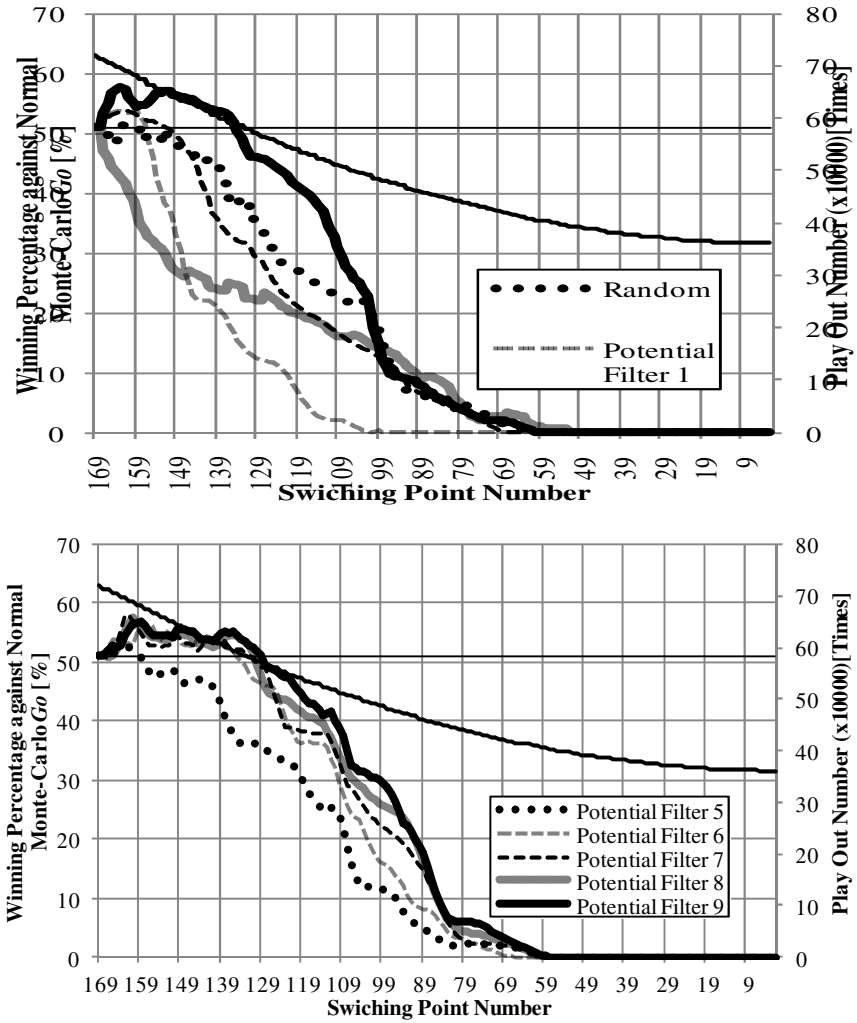 70
60
50
40
30
20
10
0
80
70
60
50
40
30
20
10
0
Winning Percentage against Normal
Monte-Carlo Go [%]
Play Out Number (x10000)[Times]
Random
Potential
Filter 1
169 159 149 139 129 119 109 99 89 79 69 59 49 39 29 19 9
Swiching Point Number
70
60
50
40
30
20
10
0
80
70
60
50
40
30
20
10
0
Winning Percentage against Normal
Monte-Carlo Go [%]
Play Out Number (x10000)[Times]
Potential Filter 5
Potential Filter 6
Potential Filter 7
Potential Filter 8
Potential Filter 9
169 159 149 139 129 119 109 99 89 79 69 59 49 39 29 19 9
Swiching Point Number